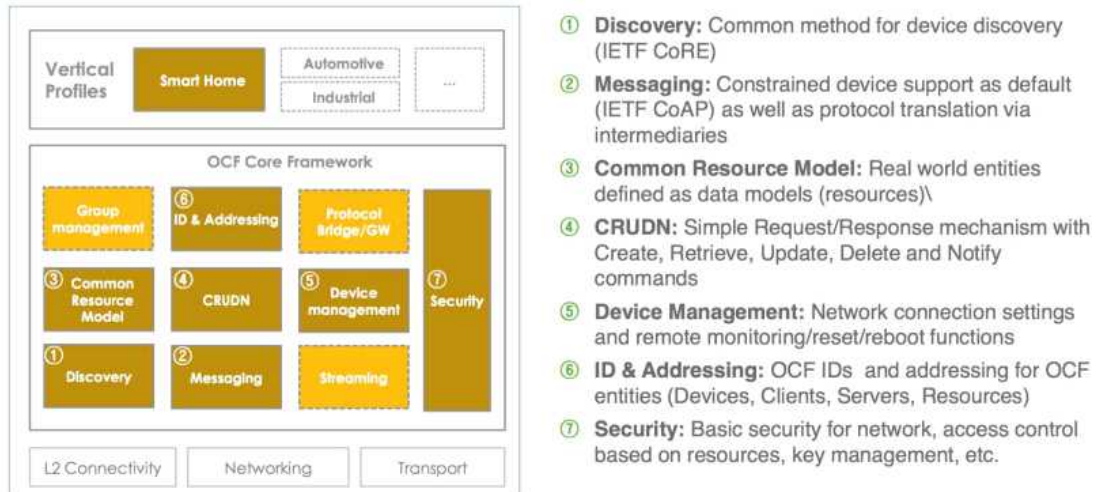 Vertical
Profiles
Smart Home
Automotive
Industrial
...
OCF Core Framework
Group
management
⑥
ID & Addressing
Protocol
Bridge/GW
③ Common
Resource
Model
④
CRUDN
⑤ Device
management
⑦
Security
①
Discovery
②
Messaging
Streaming
L2 Connectivity
Networking
Transport
① Discovery: Common method for device discovery
(IETF CoRE)
② Messaging: Constrained device support as default
(IETF CoAP) as well as protocol translation via
intermediaries
③ Common Resource Model: Real world entities
defined as data models (resources)\
④ CRUDN: Simple Request/Response mechanism with
Create, Retrieve, Update, Delete and Notify
commands
⑤ Device Management: Network connection settings
and remote monitoring/reset/reboot functions
⑥ ID & Addressing: OCF IDs and addressing for OCF
entities (Devices, Clients, Servers, Resources)
⑦ Security: Basic security for network, access control
based on resources, key management, etc.